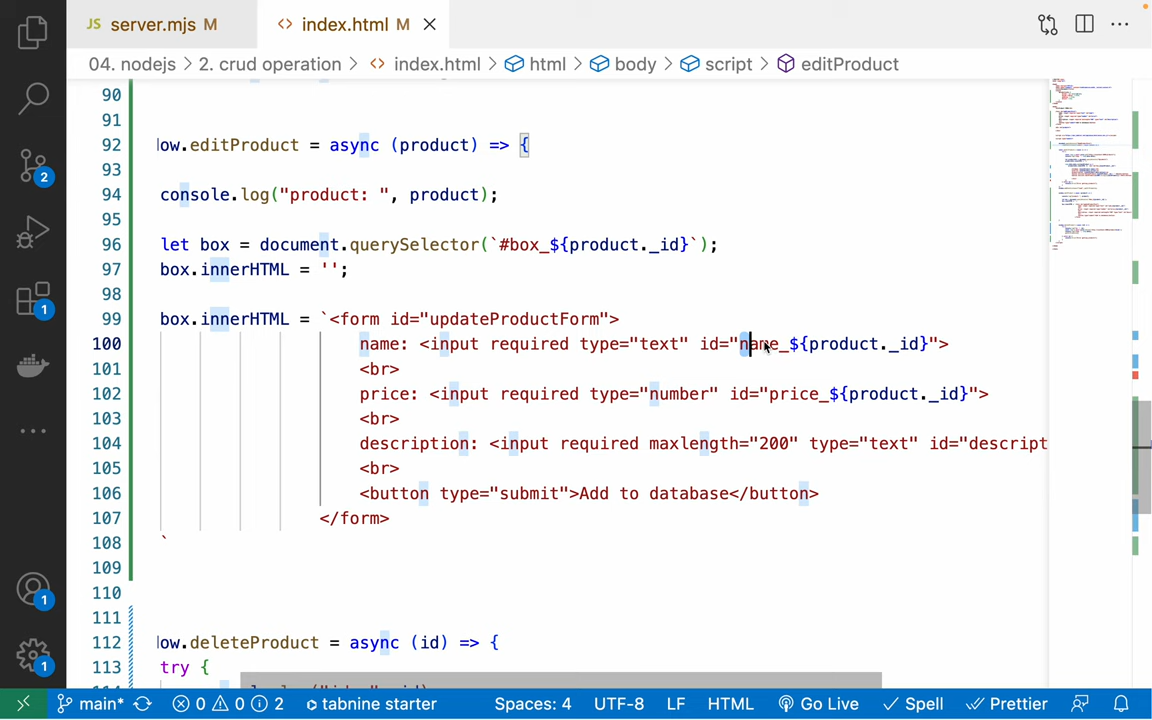 JS server.mjs M <> index.html M
04. nodejs > 2. crud operation > <> index.html > html > body > script > editProduct
90
91
92 low.editProduct = async (product) => {
93
94 console.log("product: ", product);
95
96 let box = document.querySelector(`#box_${product._id}`);
97 box.innerHTML = '';
98
99 box.innerHTML = `<form id="updateProductForm">
100 name: <input required type="text" id="name_${product._id}">
101 <br>
102 price: <input required type="number" id="price_${product._id}">
103 <br>
104 description: <input required maxlength="200" type="text" id="descript
105 <br>
106 <button type="submit">Add to database</button>
107 </form>
108 `
109
110
111
112 low.deleteProduct = async (id) => {
113 try {
2
1
1
1
main* 0 0 2 tabnine starter Spaces: 4 UTF-8 LF HTML Go Live Spell Prettier